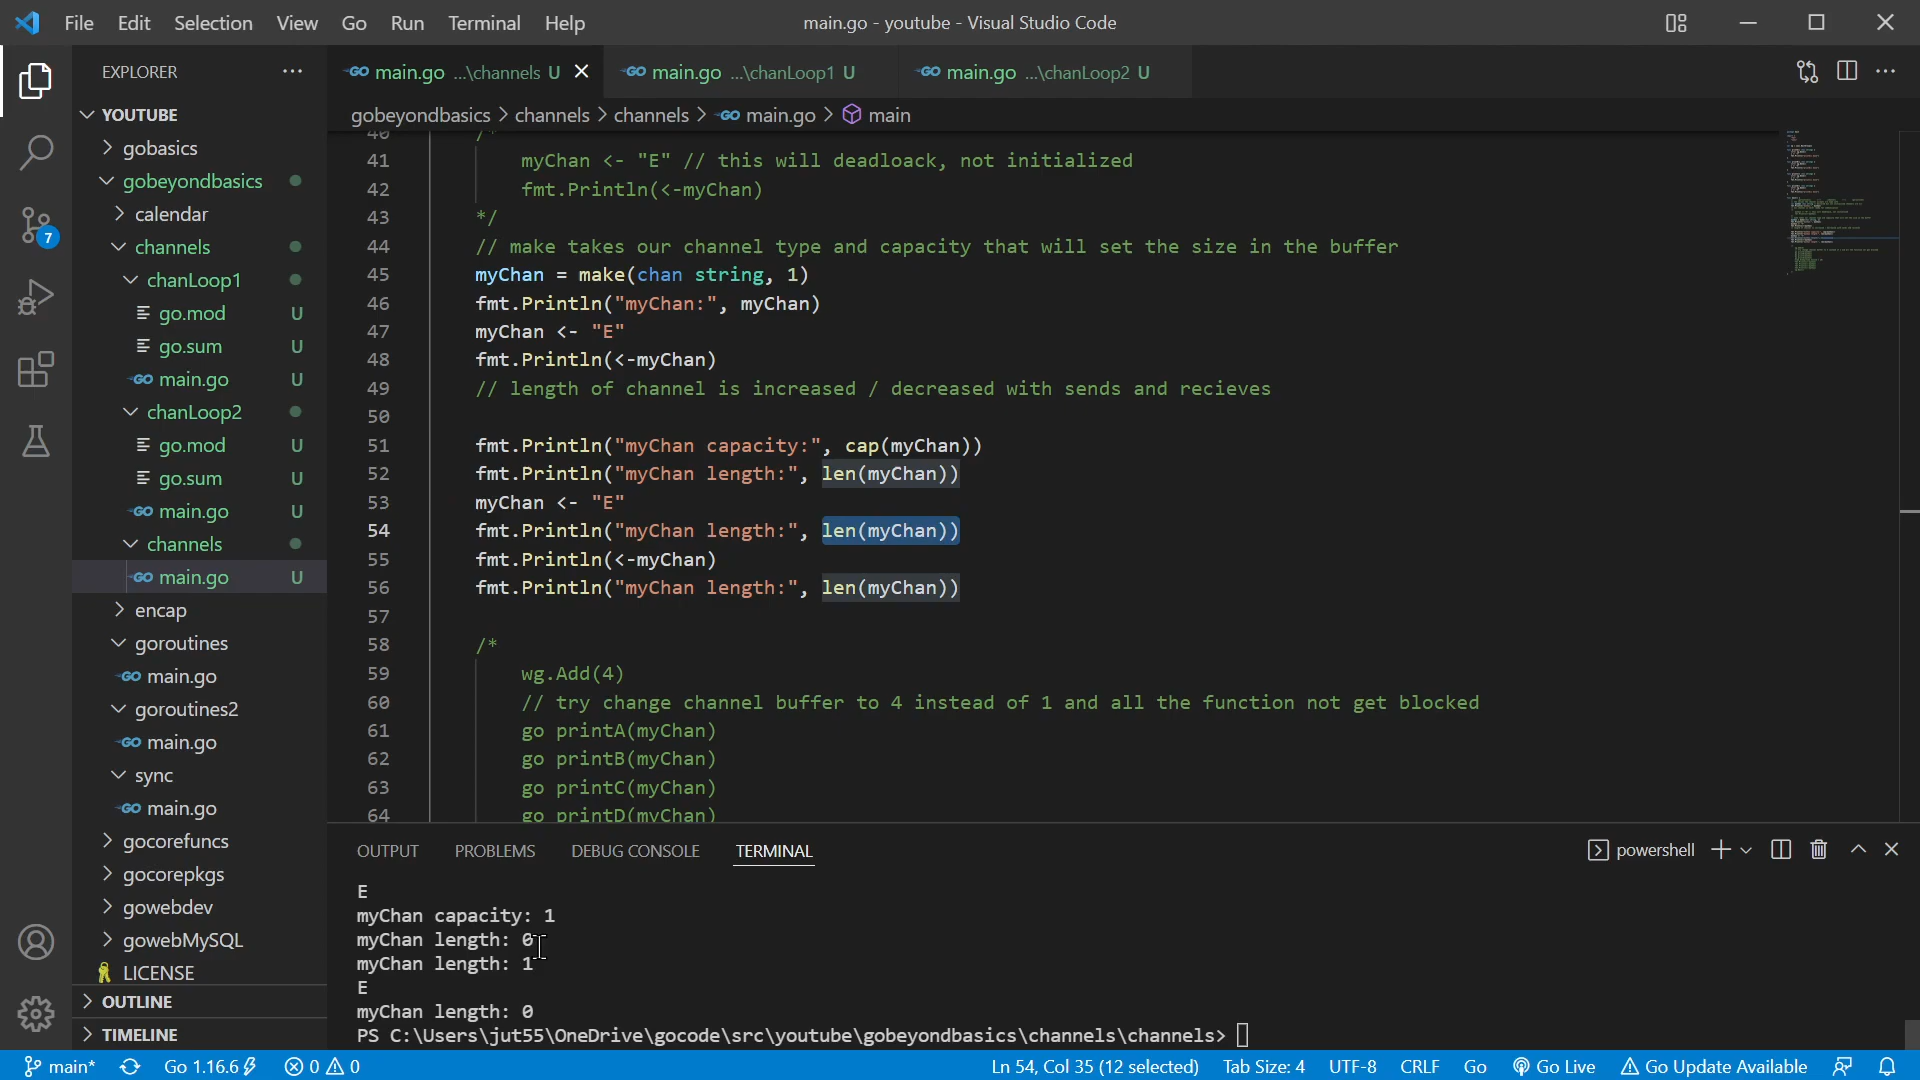 File Edit Selection View Go Run Terminal Help
main.go - youtube - Visual Studio Code
EXPLORER
main.go ...\channels U
main.go ...\chanLoop1 U
main.go ...\chanLoop2 U
gobeyondbasics > channels > channels > main.go > main
YOUTUBE
gobasics
gobeyondbasics
calendar
channels
chanLoop1
go.mod U
go.sum U
main.go U
chanLoop2
go.mod U
go.sum U
main.go U
channels
main.go U
encap
goroutines
main.go
goroutines2
main.go
sync
main.go
gocorefuncs
gocorepkgs
gowebdev
gowebMySQL
LICENSE
OUTLINE
TIMELINE
7
40 /*
41 myChan <- "E" // this will deadloack, not initialized
42 fmt.Println(<-myChan)
43 */
44 // make takes our channel type and capacity that will set the size in the buffer
45 myChan = make(chan string, 1)
46 fmt.Println("myChan:", myChan)
47 myChan <- "E"
48 fmt.Println(<-myChan)
49 // length of channel is increased / decreased with sends and recieves
50
51 fmt.Println("myChan capacity:", cap(myChan))
52 fmt.Println("myChan length:", len(myChan))
53 myChan <- "E"
54 fmt.Println("myChan length:", len(myChan))
55 fmt.Println(<-myChan)
56 fmt.Println("myChan length:", len(myChan))
57
58 /*
59 wg.Add(4)
60 // try change channel buffer to 4 instead of 1 and all the function not get blocked
61 go printA(myChan)
62 go printB(myChan)
63 go printC(myChan)
64 go printD(myChan)
OUTPUT PROBLEMS DEBUG CONSOLE TERMINAL
powershell
E
myChan capacity: 1
myChan length: 0
myChan length: 1
E
myChan length: 0
PS C:\Users\jut55\OneDrive\gocode\src\youtube\gobeyondbasics\channels\channels>
main* Go 1.16.6 0 0 Ln 54, Col 35 (12 selected) Tab Size: 4 UTF-8 CRLF Go Go Live Go Update Available